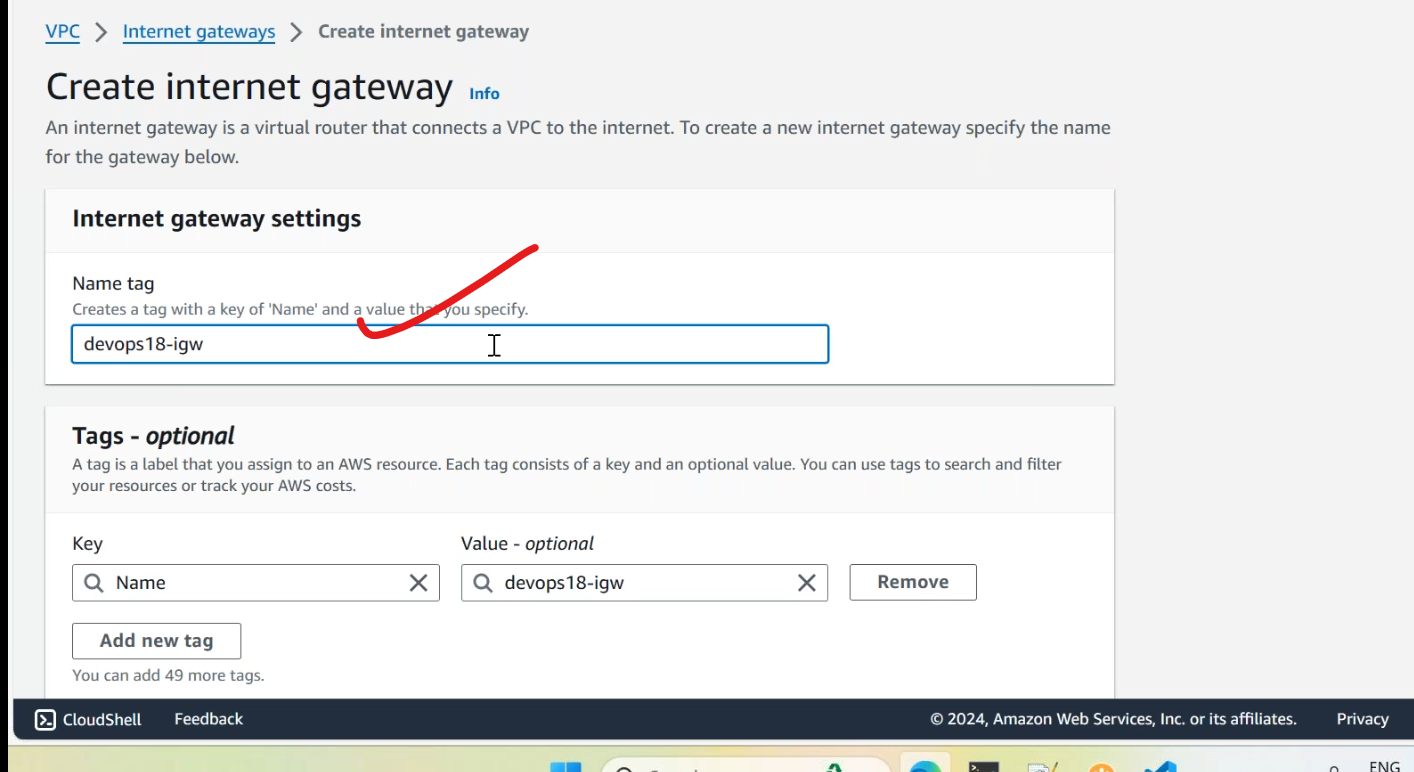 VPC > Internet gateways > Create internet gateway
Create internet gateway Info
An internet gateway is a virtual router that connects a VPC to the internet. To create a new internet gateway specify the name
for the gateway below.
Internet gateway settings
Name tag
Creates a tag with a key of 'Name' and a value that you specify.
devops18-igw
Tags - optional
A tag is a label that you assign to an AWS resource. Each tag consists of a key and an optional value. You can use tags to search and filter
your resources or track your AWS costs.
Key Value - optional
Name devops18-igw Remove
Add new tag
You can add 49 more tags.
CloudShell Feedback © 2024, Amazon Web Services, Inc. or its affiliates. Privacy
ENG